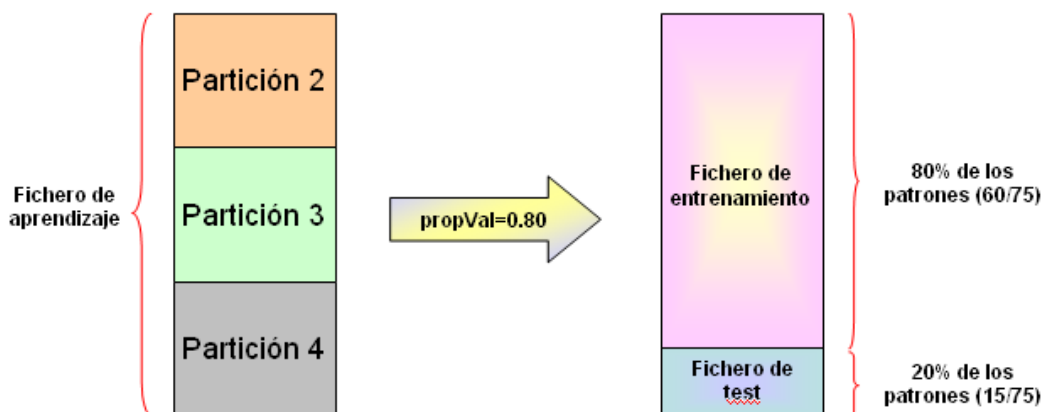 Partición 2
Fichero de
aprendizaje
Partición 3
Partición 4
propVal=0.80
Fichero de
entrenamiento
80% de los
patrones (60/75)
Fichero de
test
20% de los
patrones (15/75)